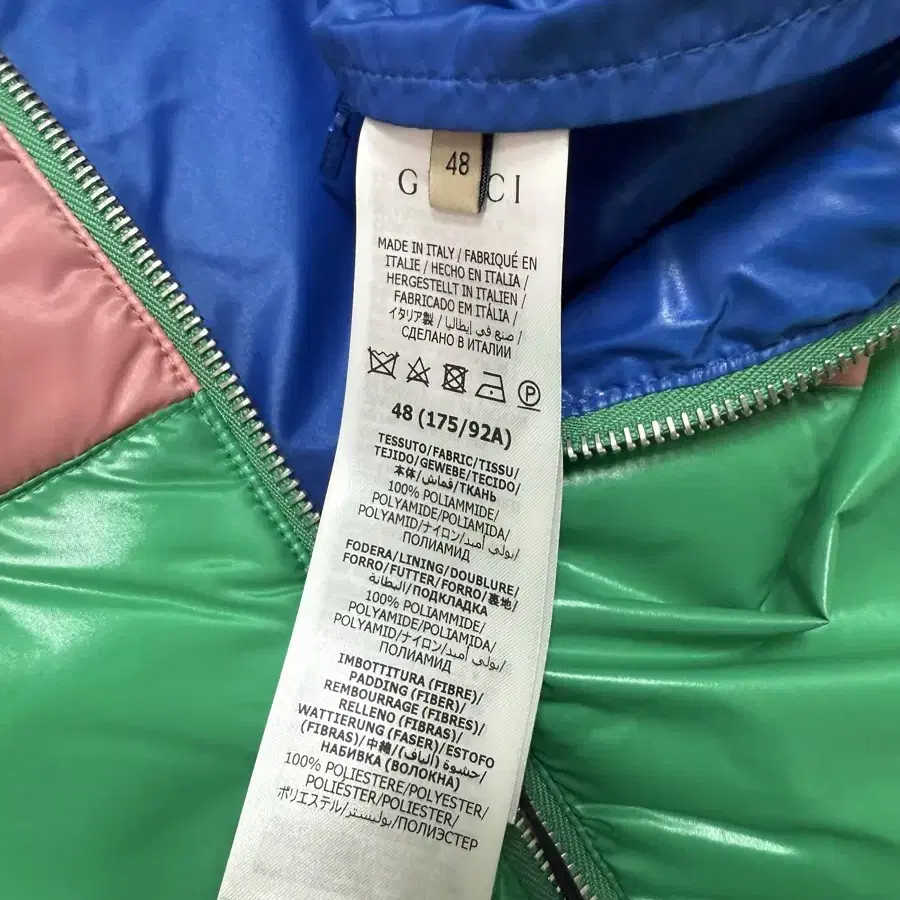 48
G CI
MADE IN ITALY / FABRIQUÉ EN
ITALIE / HECHO EN ITALIA /
HERGESTELLT IN ITALIEN /
FABRICADO EM ITÁLIA /
イタリア製 / صنع في إيطاليا /
СДЕЛАНО В ИТАЛИИ
P
48 (175/92A)
TESSUTO/FABRIC/TISSU/
TEJIDO/GEWEBE/TECIDO/
本体/قماش/ТКАНЬ
100% POLIAMMIDE/
POLYAMIDE/POLIAMIDA/
POLYAMID/ナイロン/بولي أميد/
ПОЛИАМИД
FODERA/LINING/DOUBLURE/
FORRO/FUTTER/FORRO/裏地/
البطانة/ПОДКЛАДКА
100% POLIAMMIDE/
POLYAMIDE/POLIAMIDA/
POLYAMID/ナイロン/بولي أميد/
ПОЛИАМИД
IMBOTTITURA (FIBRE)/
PADDING (FIBER)/
REMBOURRAGE (FIBRES)/
RELLENO (FIBRAS)/
WATTIERUNG (FASER)/ESTOFO
(FIBRAS)/中綿/حشوة (ألياف)/
НАБИВКА (ВОЛОКНА)
100% POLIESTERE/POLYESTER/
POLIÉSTER/POLIESTER/
ポリエステル/بوليستر/ПОЛИЭСТЕР